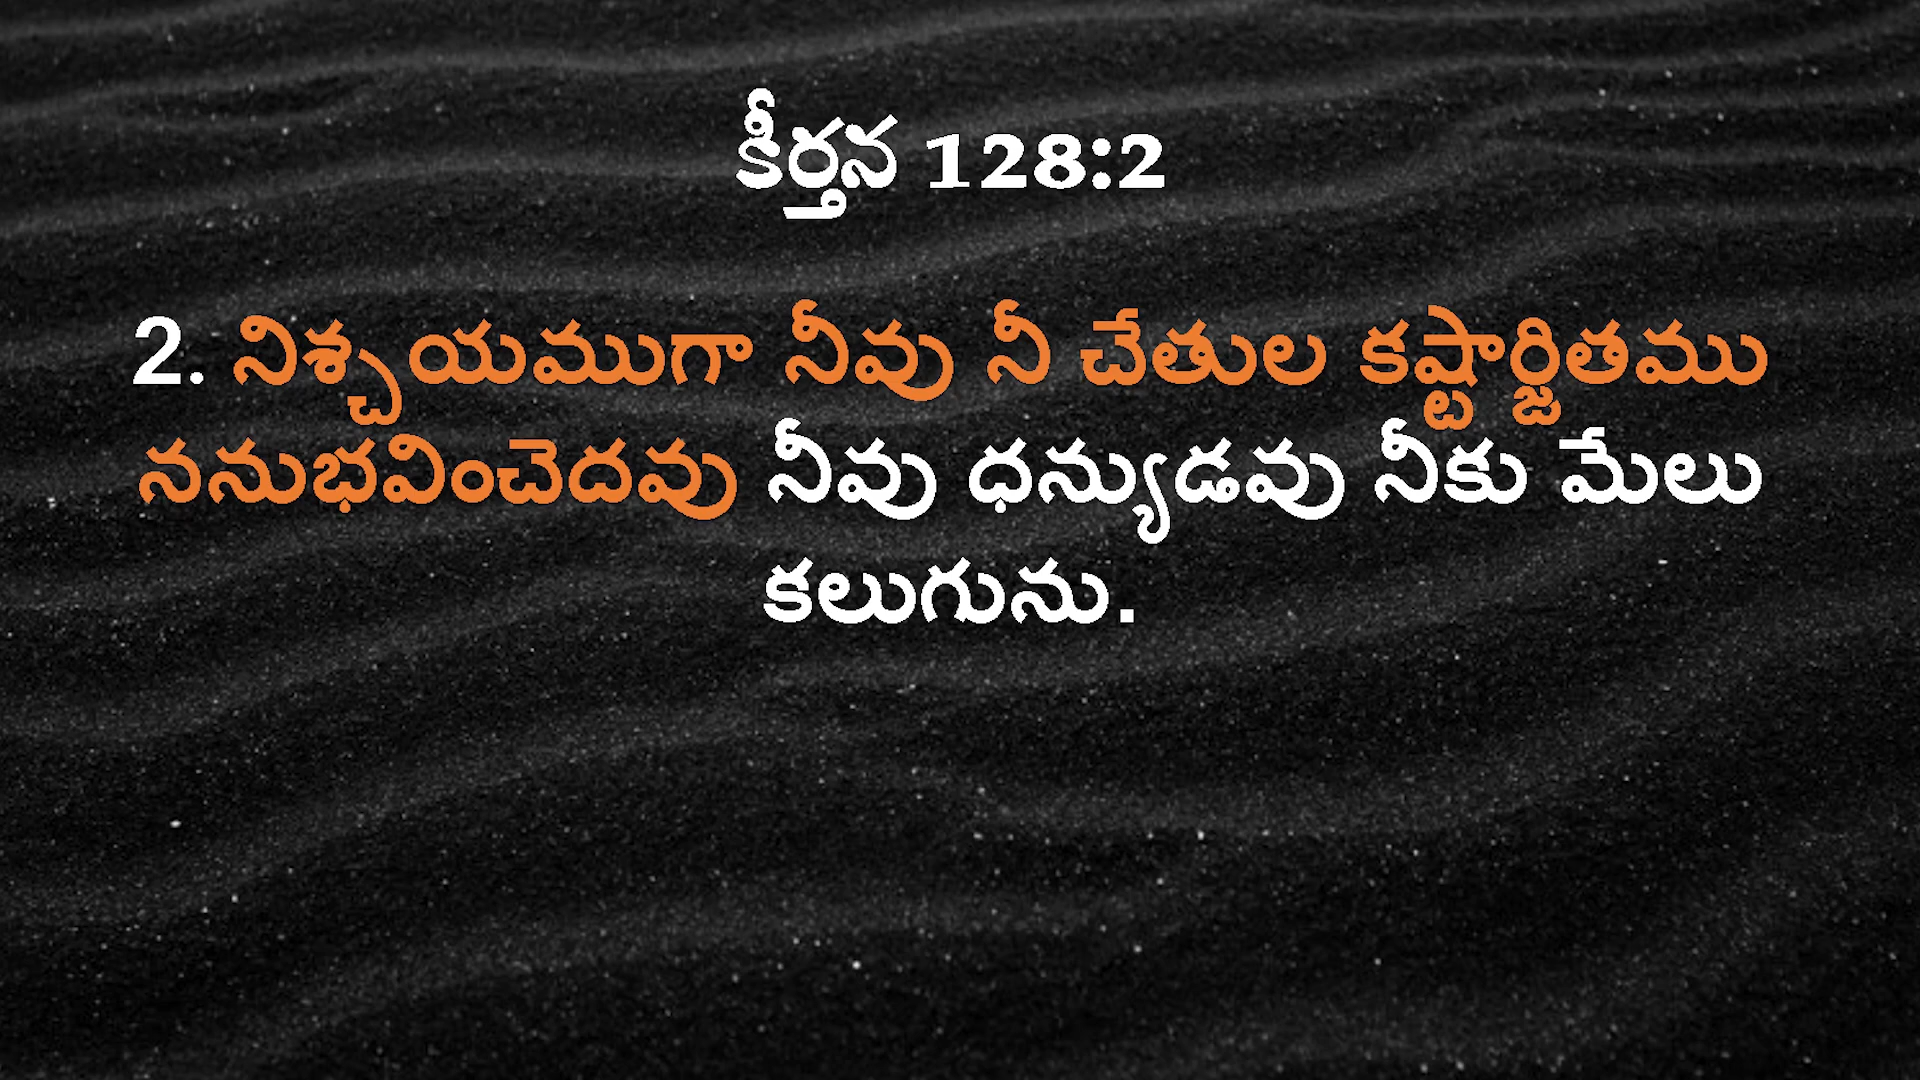 కీర్తన 128:2
2. నిశ్చయముగా నీవు నీ చేతుల కష్టార్జితము
ననుభవించెదవు నీవు ధన్యుడవు నీకు మేలు
కలుగును.